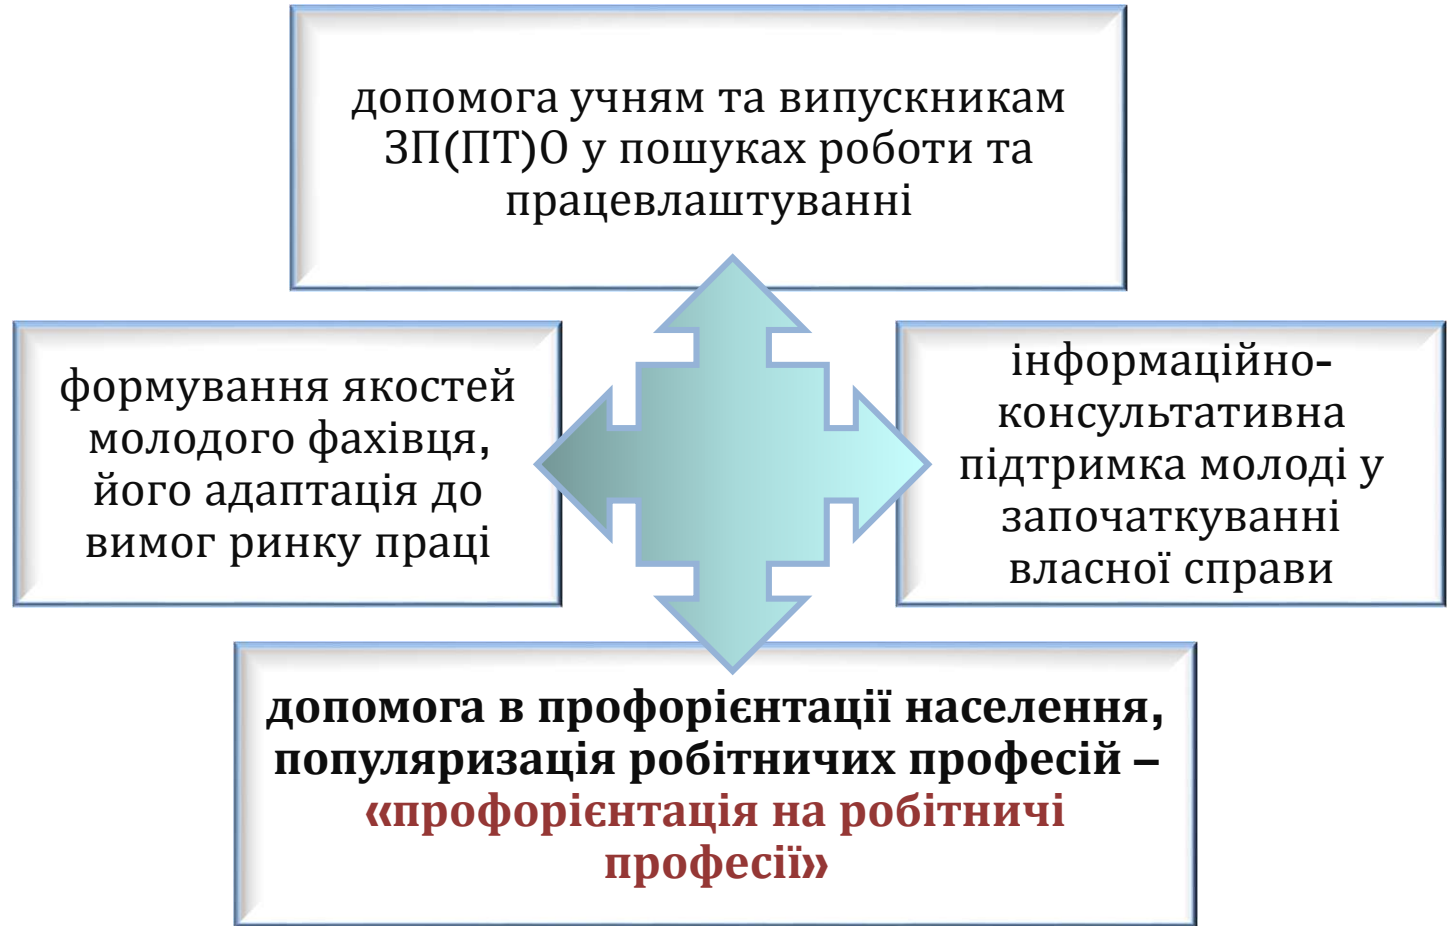 допомога учням та випускникам
ЗП(ПТ)О у пошуках роботи та
працевлаштуванні
формування якостей
молодого фахівця,
його адаптація до
вимог ринку праці
інформаційно-
консультативна
підтримка молоді у
започаткуванні
власної справи
допомога в профорієнтації населення,
популяризація робітничих професій –
«профорієнтація на робітничі
професії»